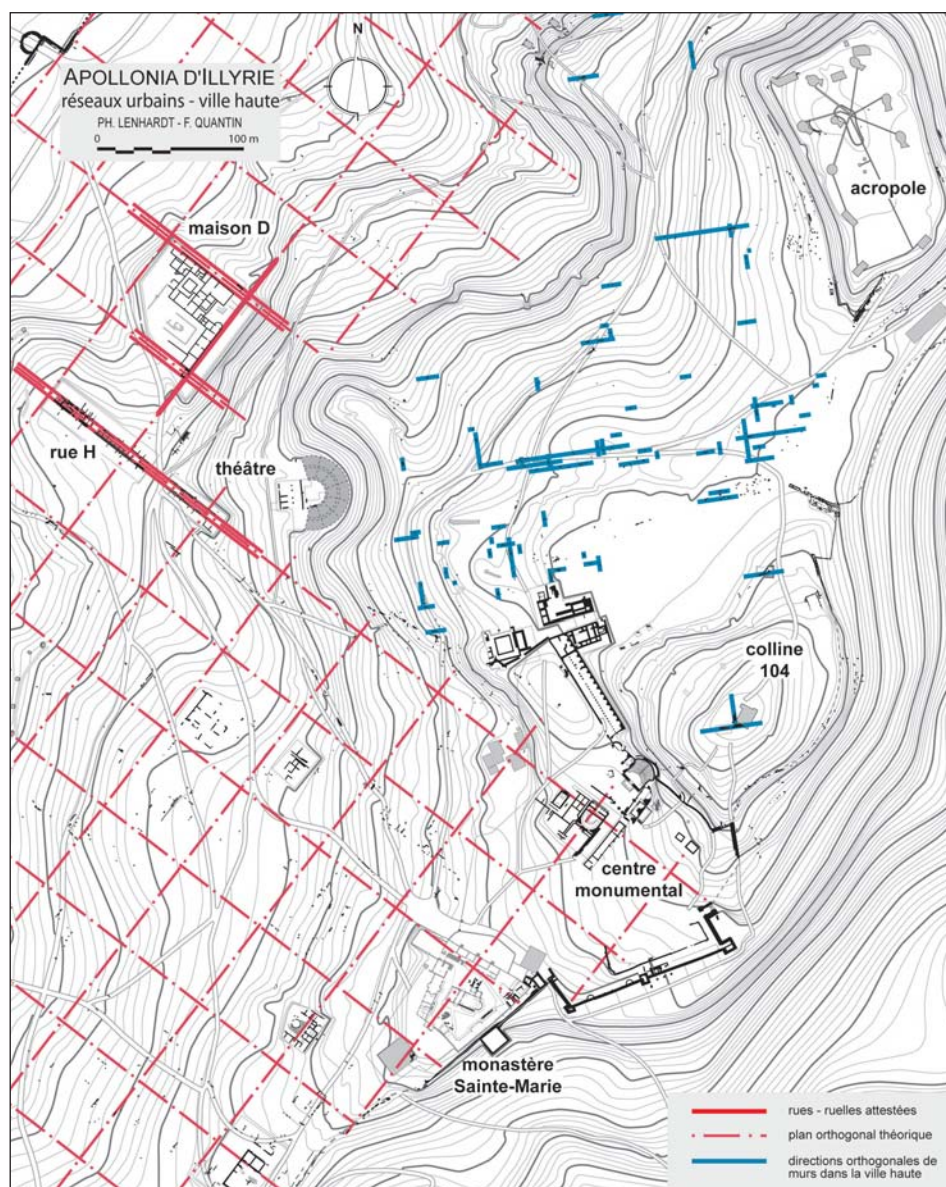 N
APOLLONIA D'ILLYRIE
réseaux urbains - ville haute
PH. LENHARDT - F. QUANTIN
0 100 m
acropole
maison D
rue H
théâtre
colline
104
centre
monumental
monastère
Sainte-Marie
rues - ruelles attestées
plan orthogonal théorique
directions orthogonales de
murs dans la ville haute